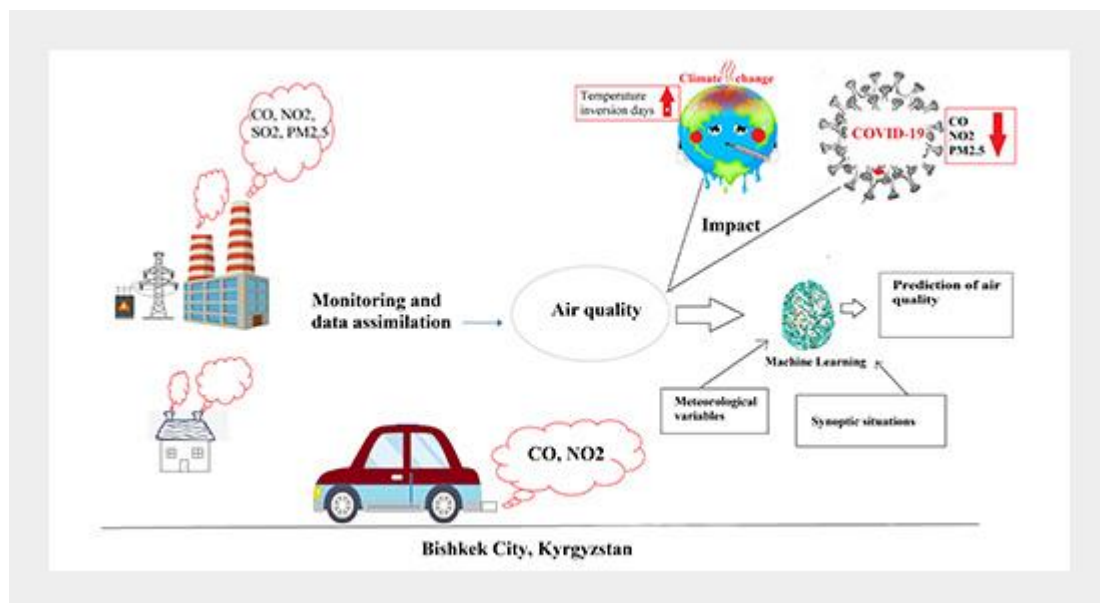 CO, NO2,
SO2, PM2.5
Climate change
Temperature
inversion days
COVID-19
CO
NO2
PM2.5
Impact
Monitoring and
data assimilation
Air quality
Prediction of air
quality
Machine Learning
Meteorological
variables
Synoptic situations
CO, NO2
Bishkek City, Kyrgyzstan